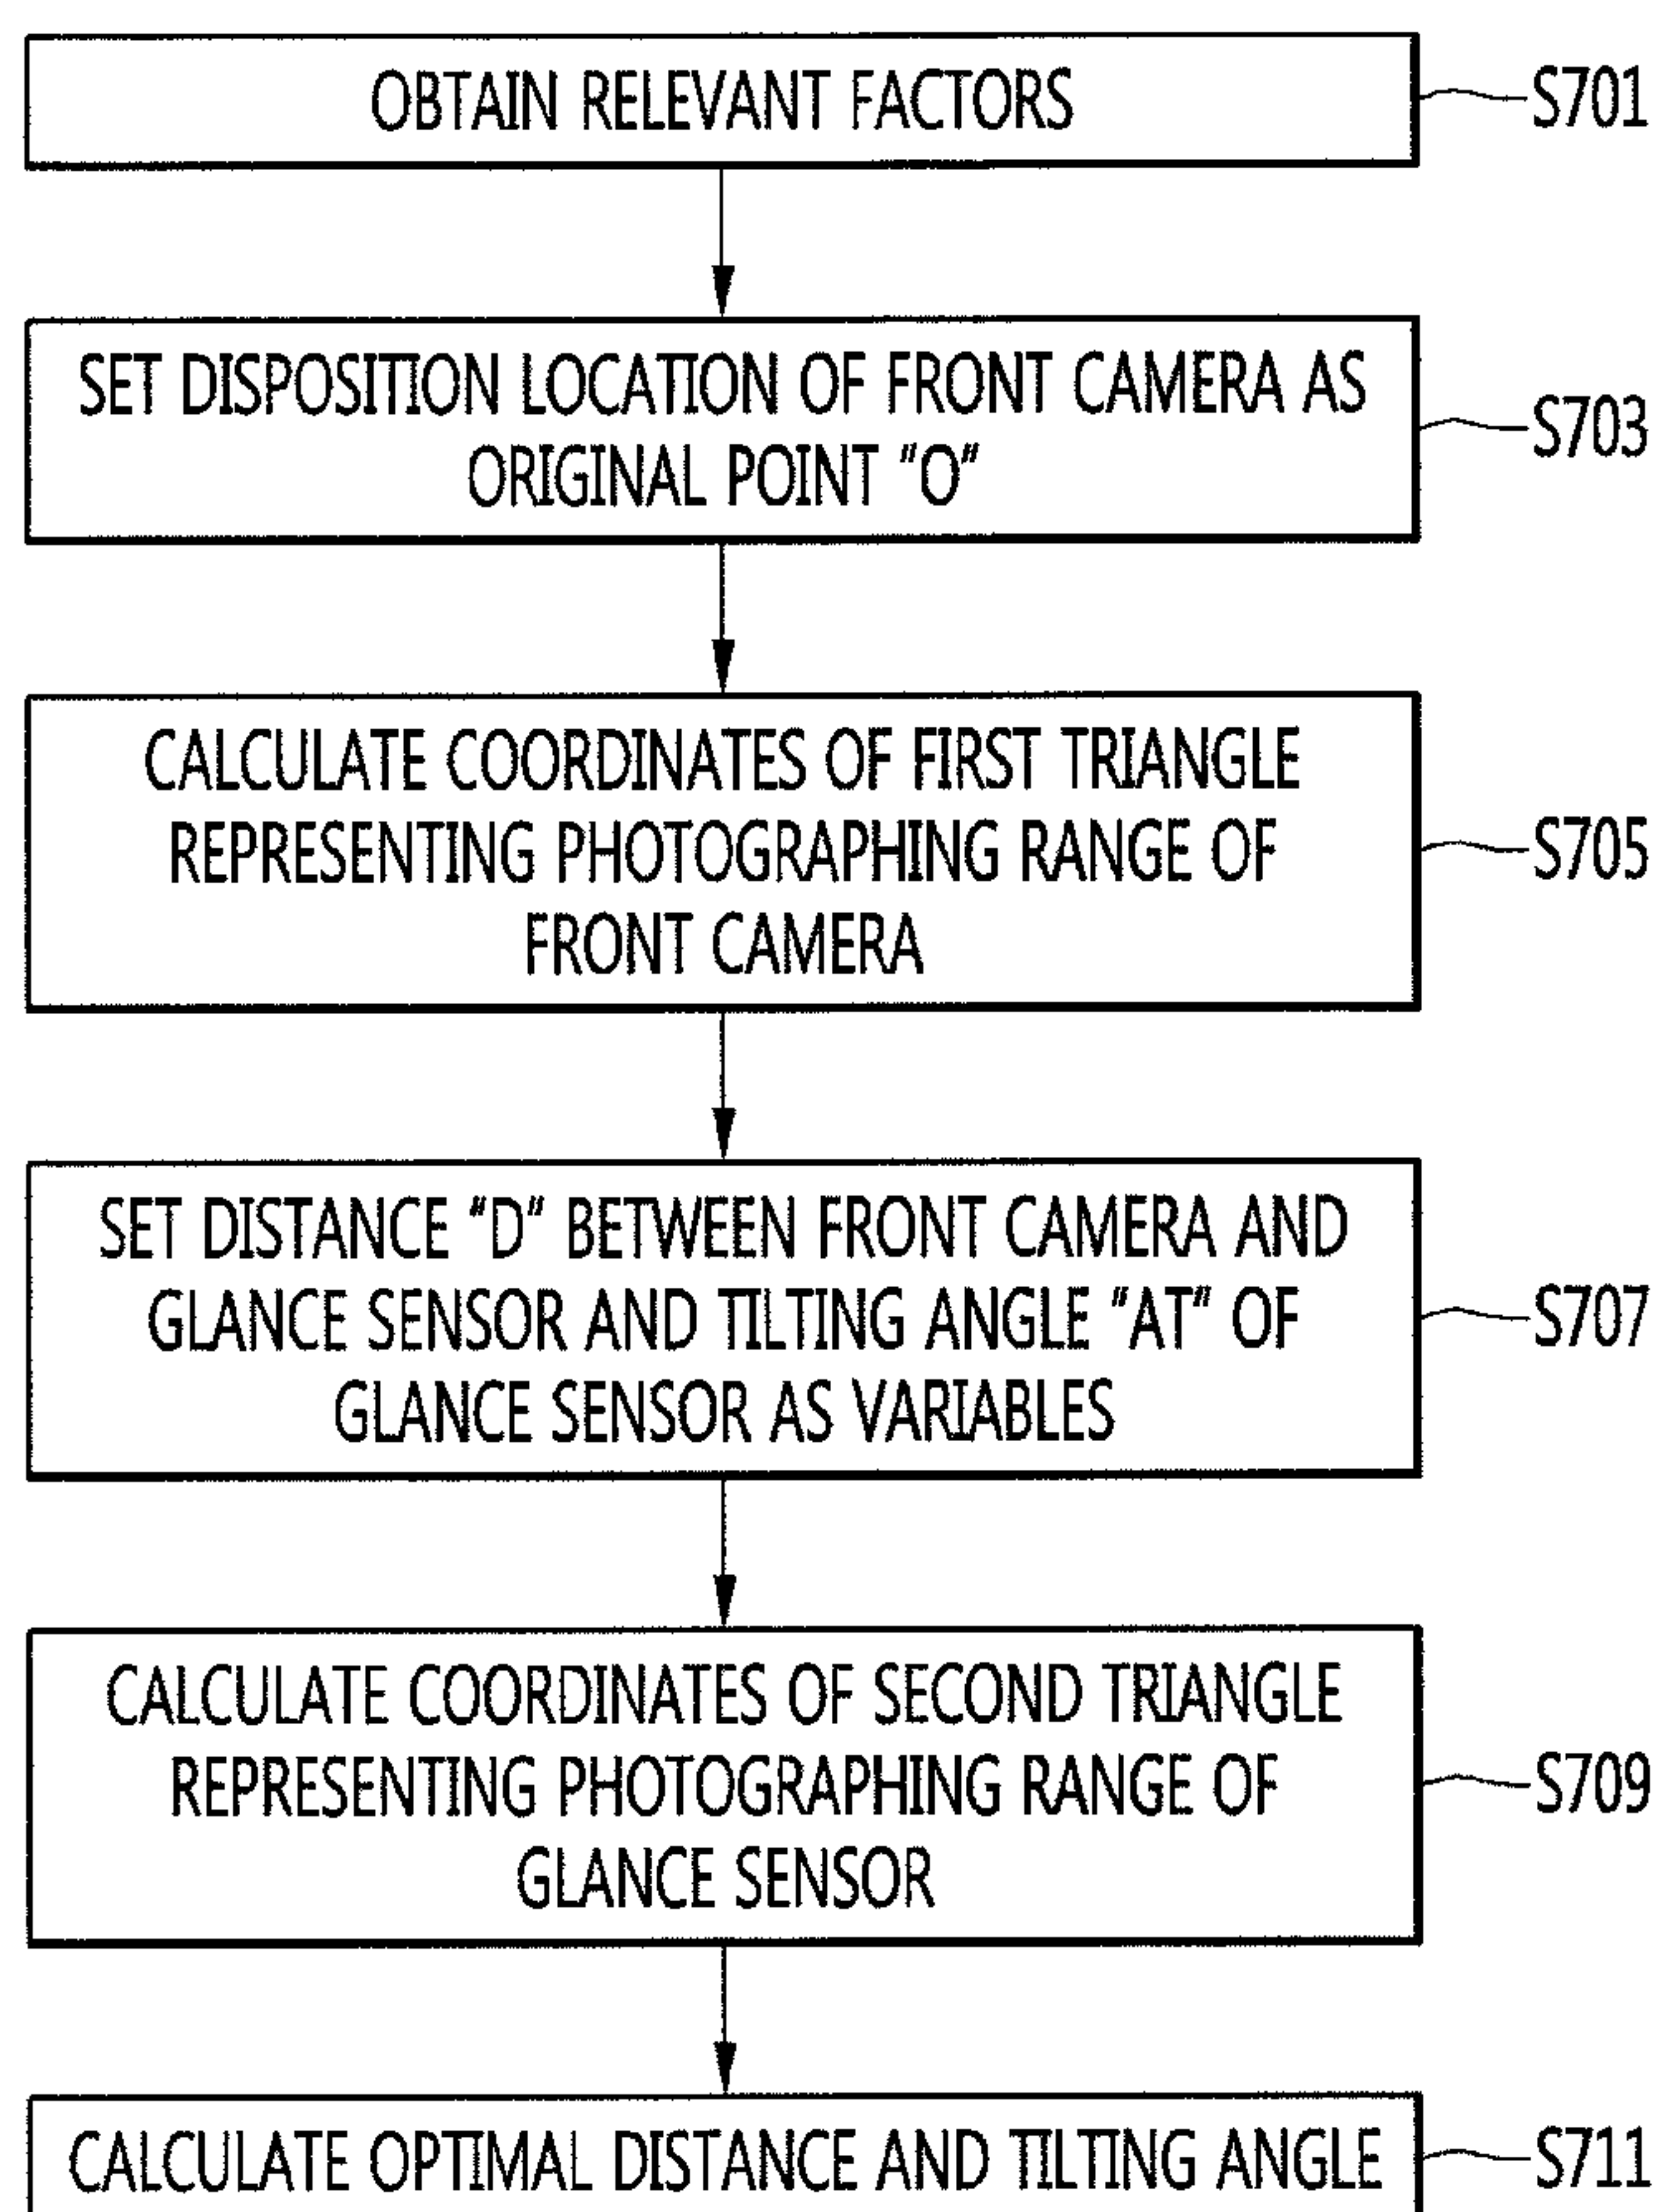 OBTAIN RELEVANT FACTORS
S701
SET DISPOSITION LOCATION OF FRONT CAMERA AS
ORIGINAL POINT "O"
S703
CALCULATE COORDINATES OF FIRST TRIANGLE
REPRESENTING PHOTOGRAPHING RANGE OF
FRONT CAMERA
S705
SET DISTANCE "D" BETWEEN FRONT CAMERA AND
GLANCE SENSOR AND TILTING ANGLE "AT" OF
GLANCE SENSOR AS VARIABLES
S707
CALCULATE COORDINATES OF SECOND TRIANGLE
REPRESENTING PHOTOGRAPHING RANGE OF
GLANCE SENSOR
S709
CALCULATE OPTIMAL DISTANCE AND TILTING ANGLE
S711